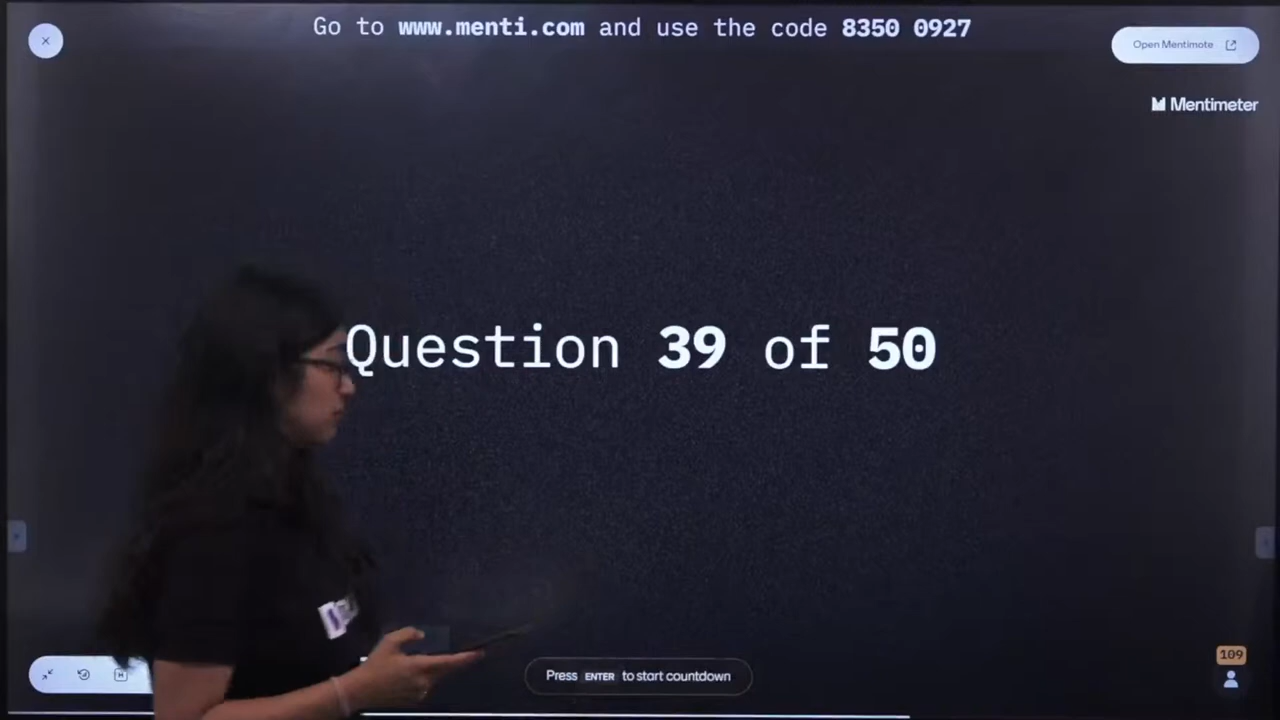 Go to www.menti.com and use the code 8350 0927
Open Mentimote
Mentimeter
Question 39 of 50
Press ENTER to start countdown
109
H